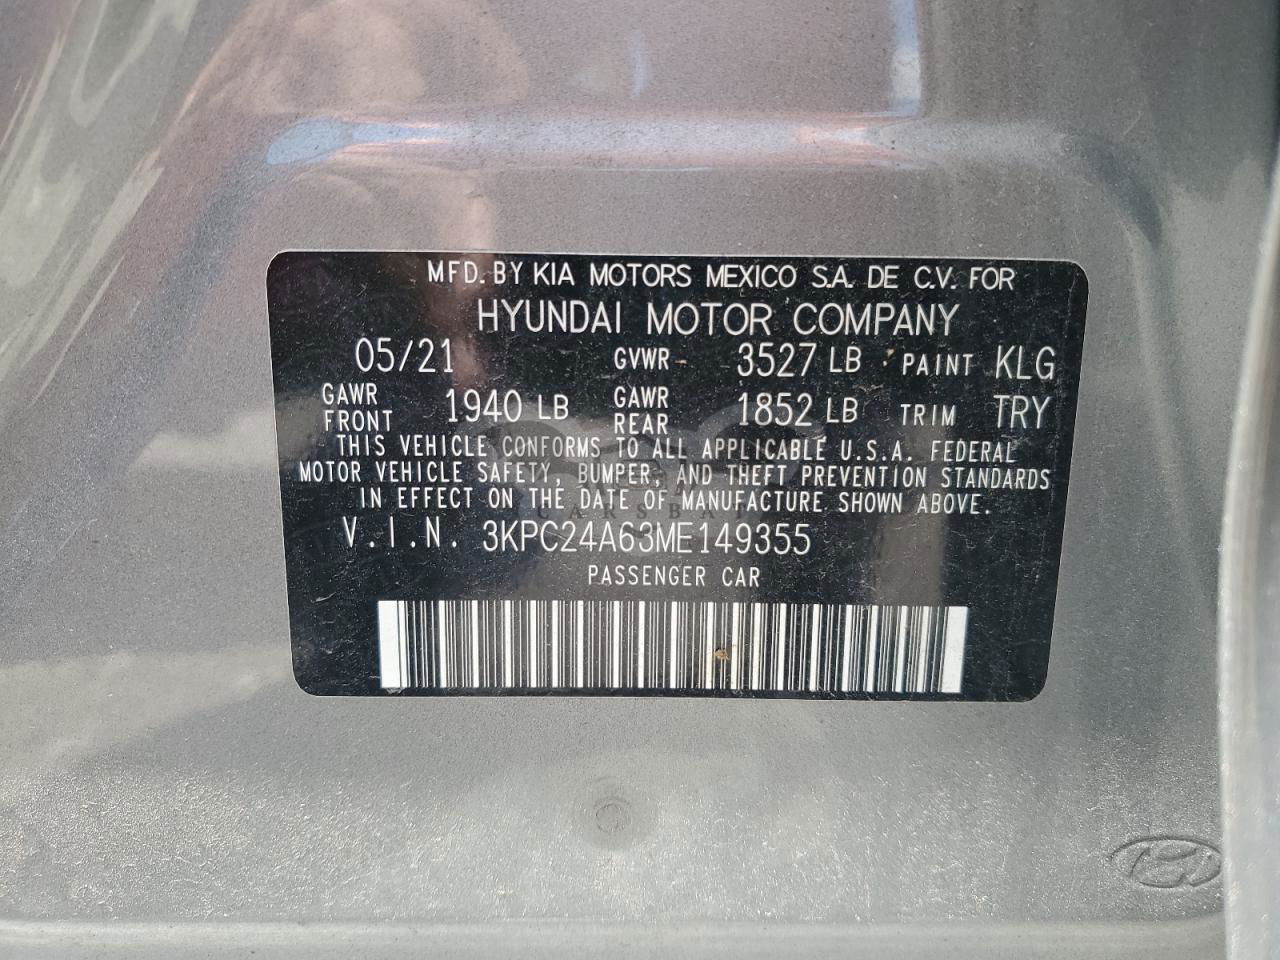 MFD. BY KIA MOTORS MEXICO S.A. DE C.V. FOR
HYUNDAI MOTOR COMPANY
05/21 GVWR 3527 LB PAINT KLG
GAWR FRONT 1940 LB GAWR REAR 1852 LB TRIM TRY
THIS VEHICLE CONFORMS TO ALL APPLICABLE U.S.A. FEDERAL
MOTOR VEHICLE SAFETY, BUMPER, AND THEFT PREVENTION STANDARDS
IN EFFECT ON THE DATE OF MANUFACTURE SHOWN ABOVE.
CARSBAT
V.I.N. 3KPC24A63ME149355
PASSENGER CAR